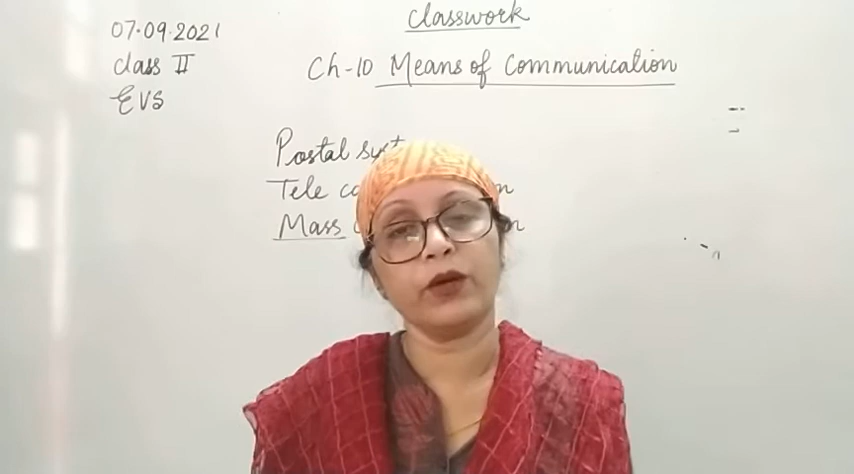 Classwork
07.09.2021
Class II
EVS
Ch-10 Means of Communication
Postal
Tele
Mass